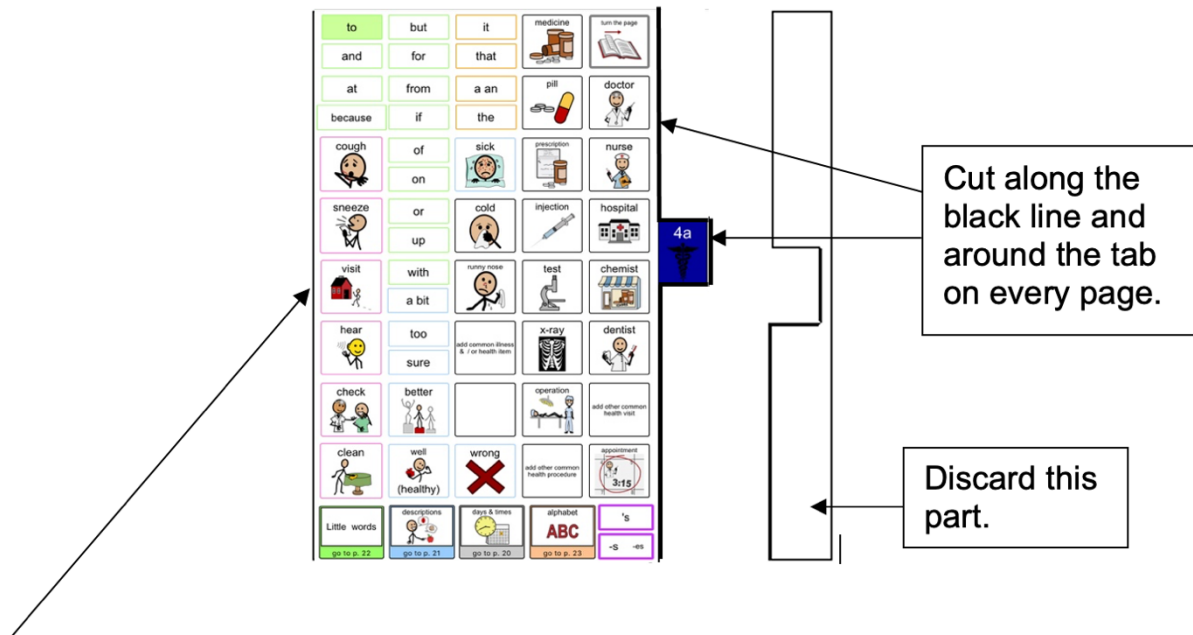 to but it medicine turn the page
and for that
at from a an pill doctor
because if the
cough of sick prescription nurse
on
sneeze or cold injection hospital
up
4a
visit with runny nose test chemist
a bit
hear too add common illness & / or health item x-ray dentist
sure
check better operation add other common health visit
clean well (healthy) wrong add other common health procedure appointment
3:15
Little words descriptions days & times alphabet 's
ABC
go to p. 22 go to p. 21 go to p. 20 go to p. 23 -s -es
Cut along the
black line and
around the tab
on every page.
Discard this
part.